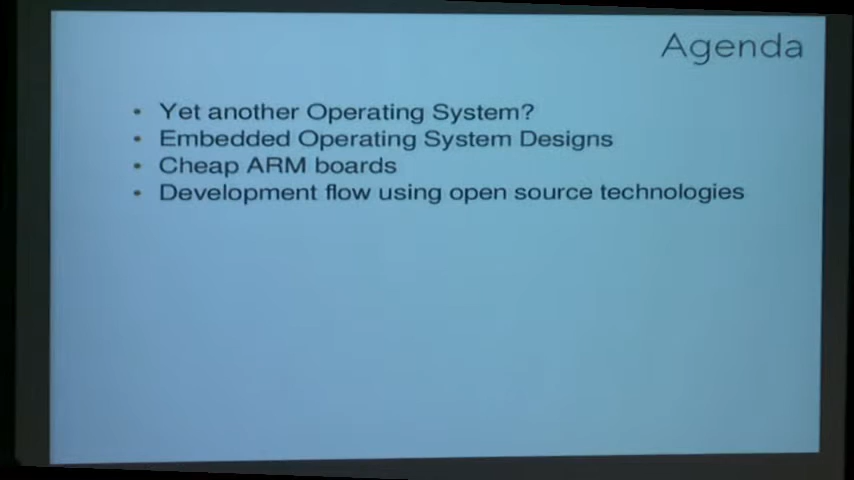 Agenda
• Yet another Operating System?
• Embedded Operating System Designs
• Cheap ARM boards
• Development flow using open source technologies